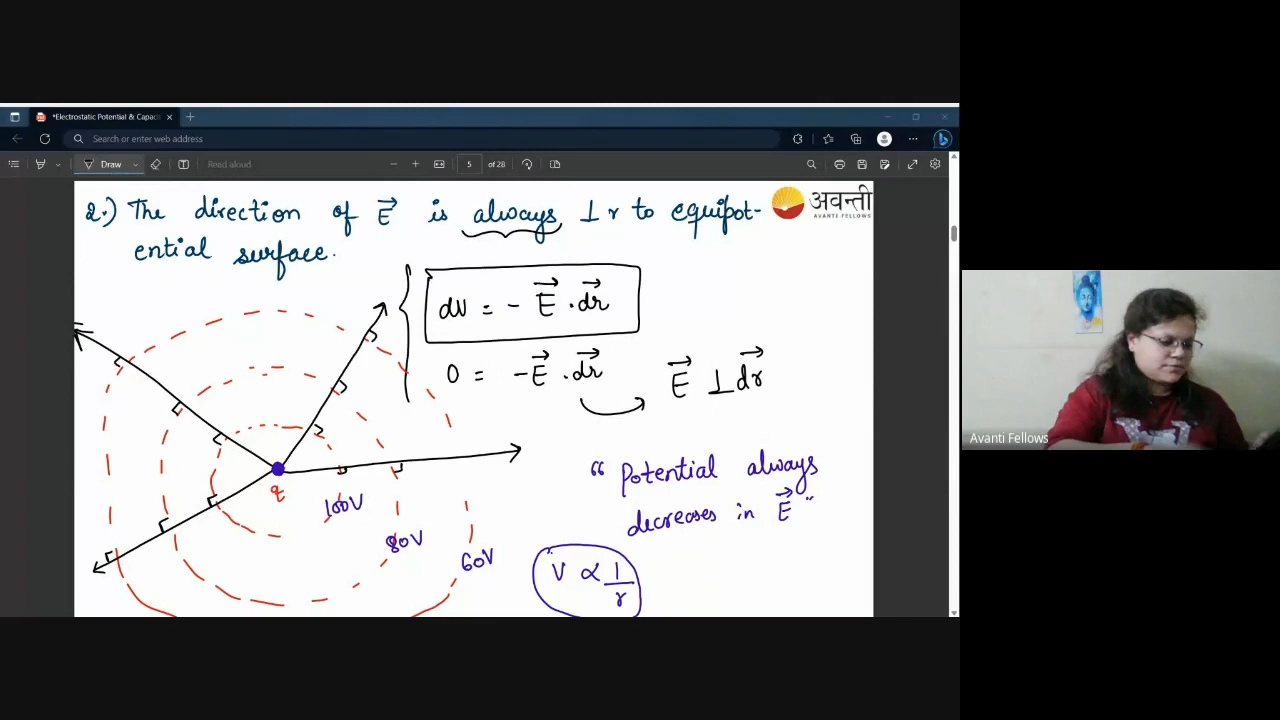 *Electrostatic Potential & Capaci
Search or enter web address
Draw
Read aloud
5
of 28
2.) The direction of E⃗ is always ⊥r to equipot-
ential surface.
अवन्ती
AVANTI FELLOWS
dV = - E⃗ . dr⃗
0 = -E⃗ . dr⃗
E⃗ ⊥ dr⃗
q
100V
80V
60V
" Potential always
decreases in E⃗ "
V ∝ 1/r
Avanti Fellows